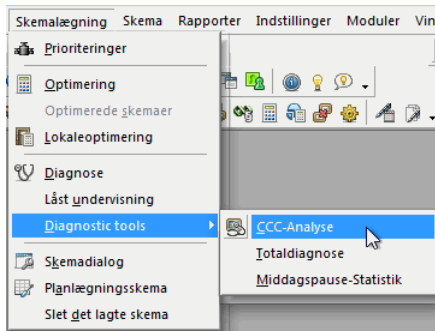 Skemalægning Skema Rapporter Indstillinger Moduler Vin
Prioriteringer
Optimering
Optimerede skemaer
Lokaleoptimering
Diagnose
Låst undervisning
Diagnostic tools
CCC-Analyse
Totaldiagnose
Middagspause-Statistik
Skemadialog
Planlægningsskema
Slet det lagte skema